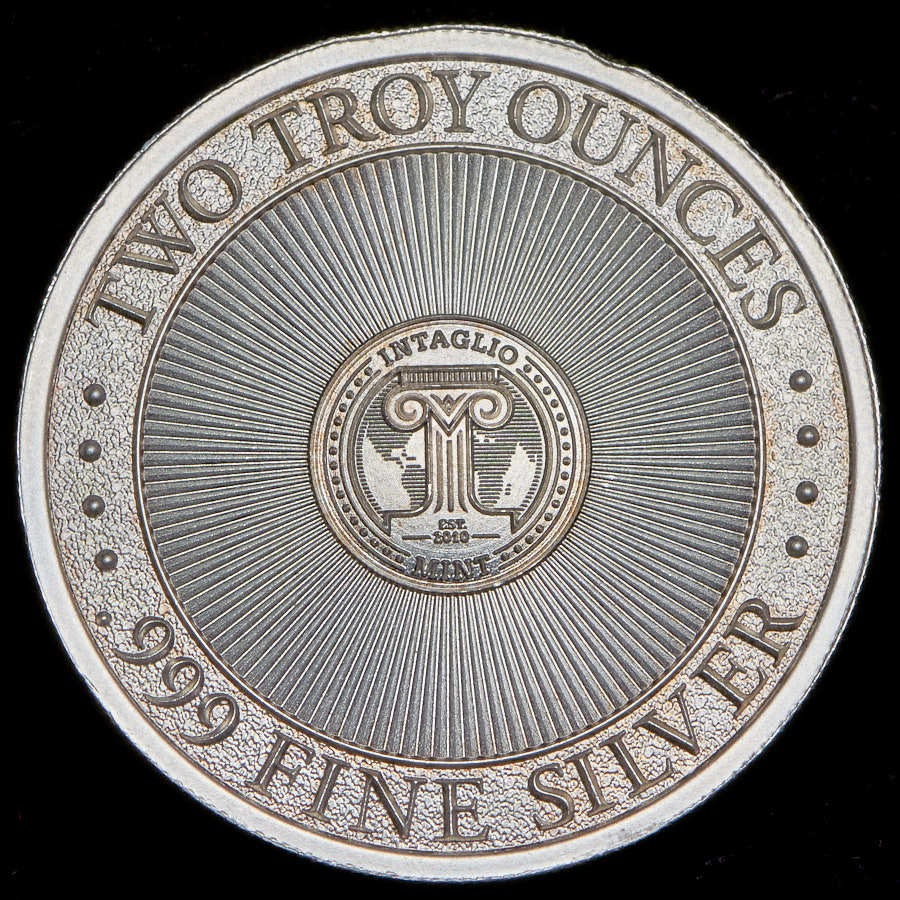 TWO TROY OUNCES
INTAGLIO
EST.
2010
MINT
.999 FINE SILVER